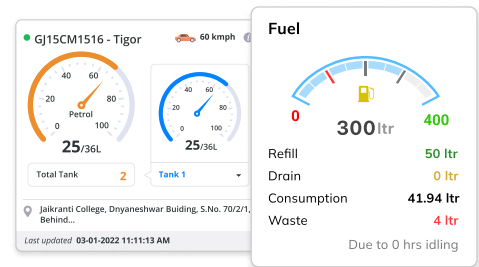 GJ15CM1516 - Tigor
60 kmph
i
0 20 40 60 80 100
Petrol
25/36L
0 20 40 60 80 100
25/36L
Total Tank 2
Tank 1
Jaikranti College, Dnyaneshwar Buiding, S.No. 70/2/1,
Behind...
Last updated 03-01-2022 11:11:13 AM
Fuel
0
400
300 ltr
Refill 50 ltr
Drain 0 ltr
Consumption 41.94 ltr
Waste 4 ltr
Due to 0 hrs idling